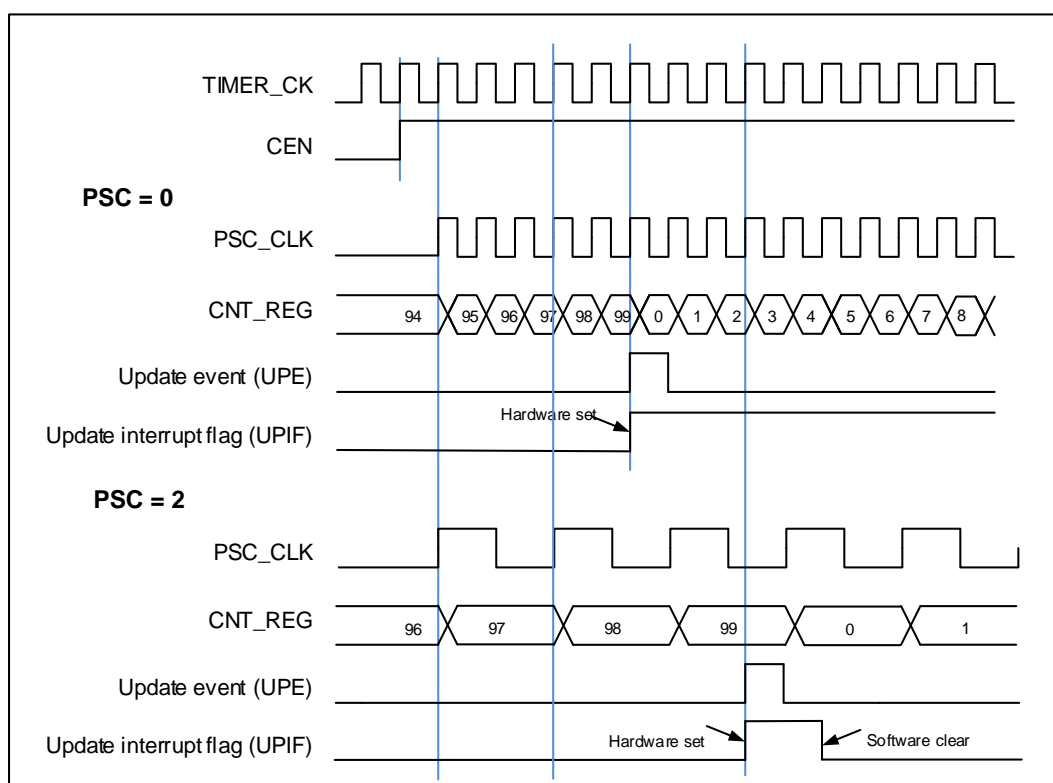 TIMER_CK
CEN
PSC = 0
PSC_CLK
CNT_REG 94 95 96 97 98 99 0 1 2 3 4 5 6 7 8
Update event (UPE)
Hardware set
Update interrupt flag (UPIF)
PSC = 2
PSC_CLK
CNT_REG 96 97 98 99 0 1
Update event (UPE)
Update interrupt flag (UPIF) Hardware set Software clear